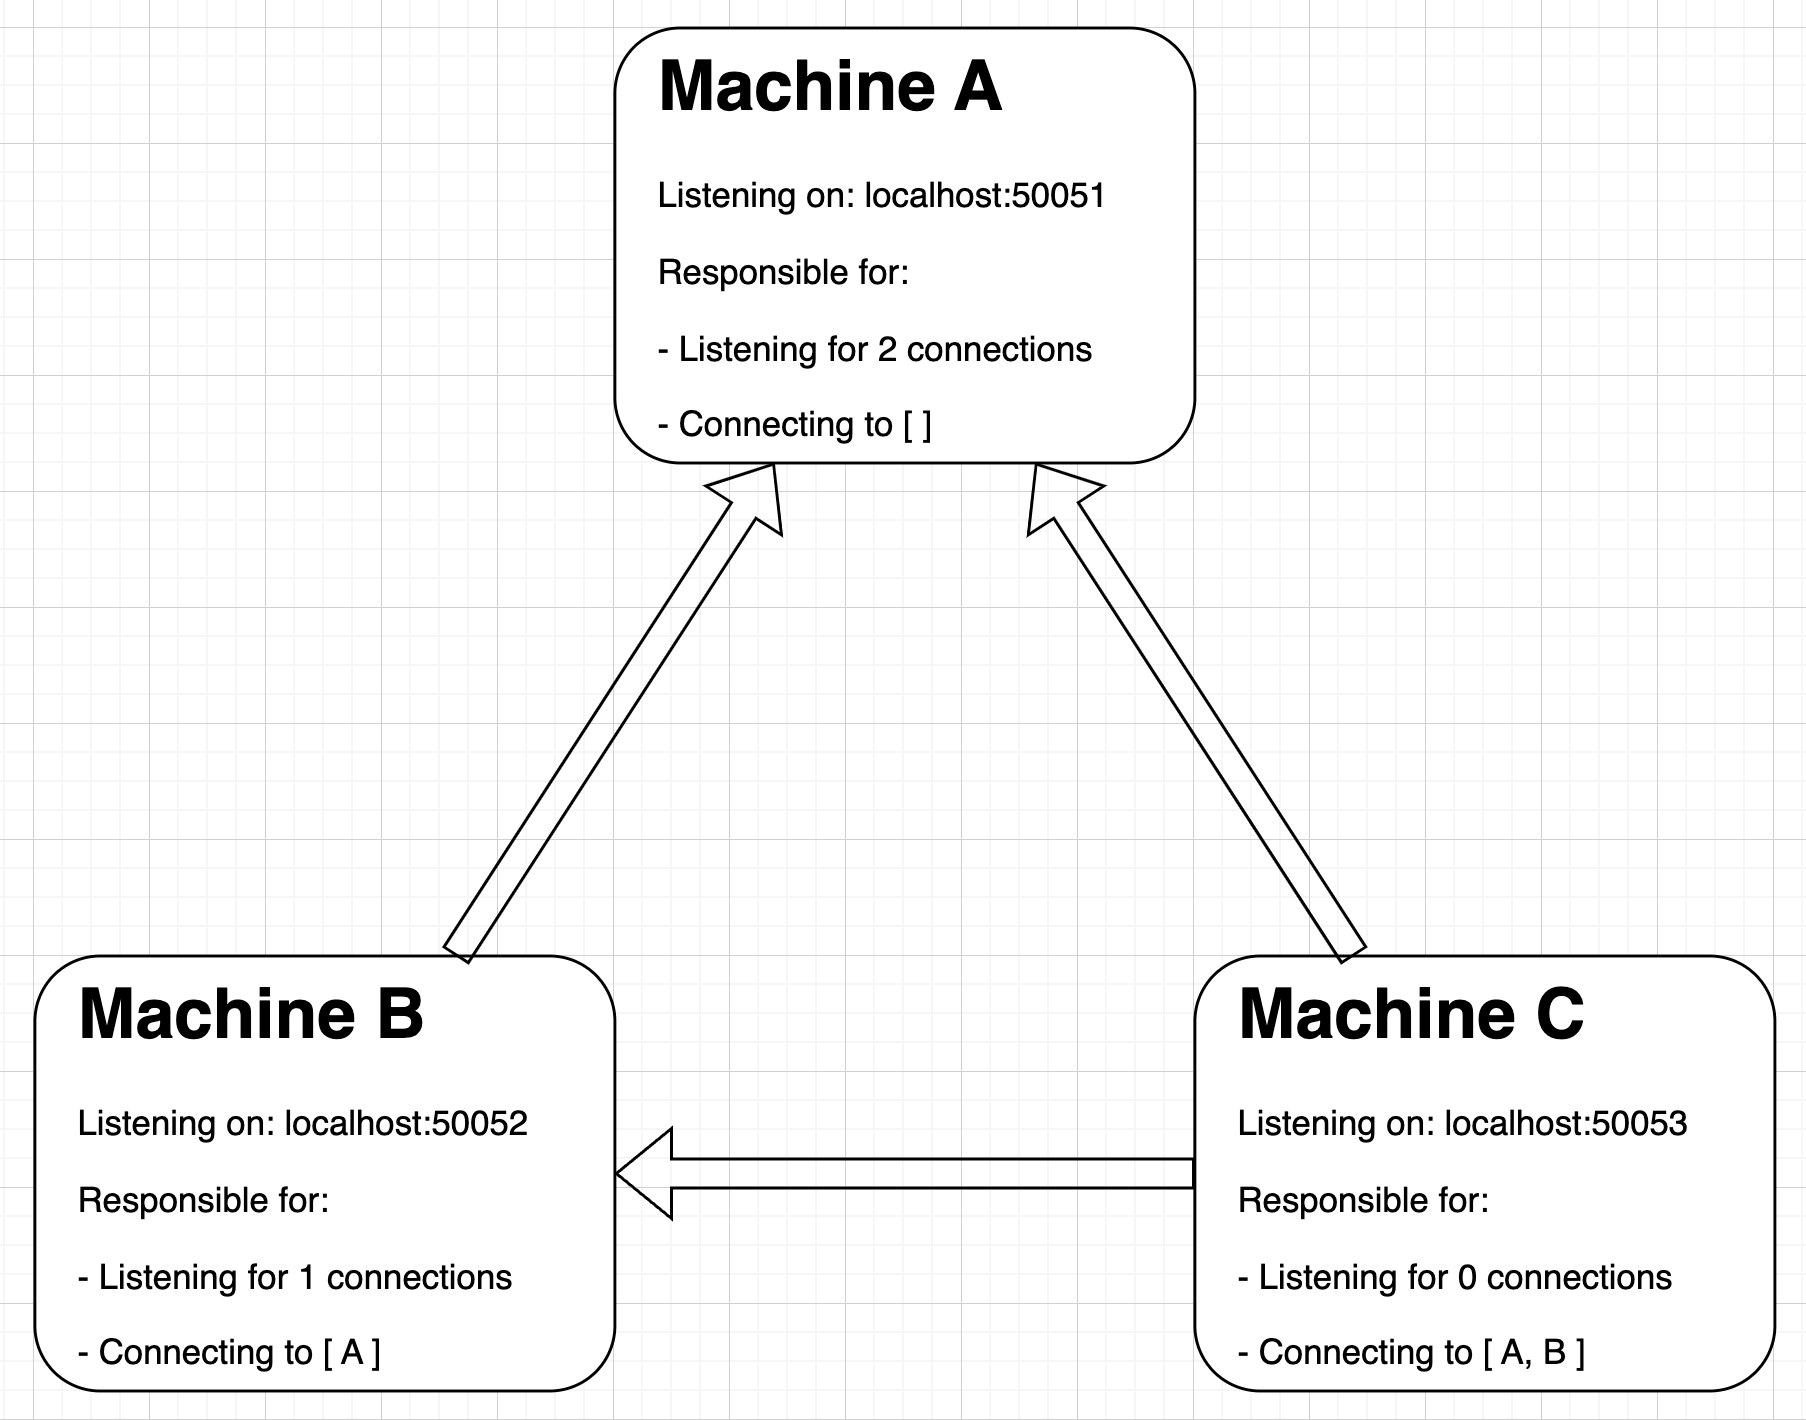 Machine A
Listening on: localhost:50051
Responsible for:
- Listening for 2 connections
- Connecting to [ ]
Machine B
Listening on: localhost:50052
Responsible for:
- Listening for 1 connections
- Connecting to [ A ]
Machine C
Listening on: localhost:50053
Responsible for:
- Listening for 0 connections
- Connecting to [ A, B ]